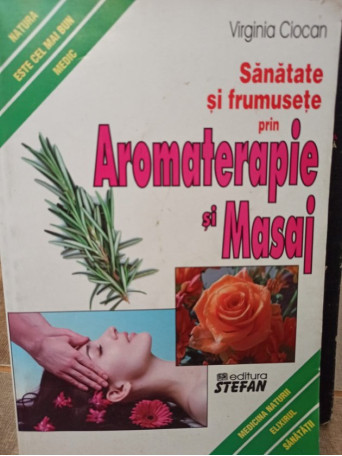 NATURA
ESTE CEL MAI BUN
MEDIC
Virginia Ciocan
Sănătate
și frumusețe
prin
Aromaterapie
și
Masaj
editura
STEFAN
MEDICINA NATURII
ELIXIRUL
SĂNĂTĂȚII